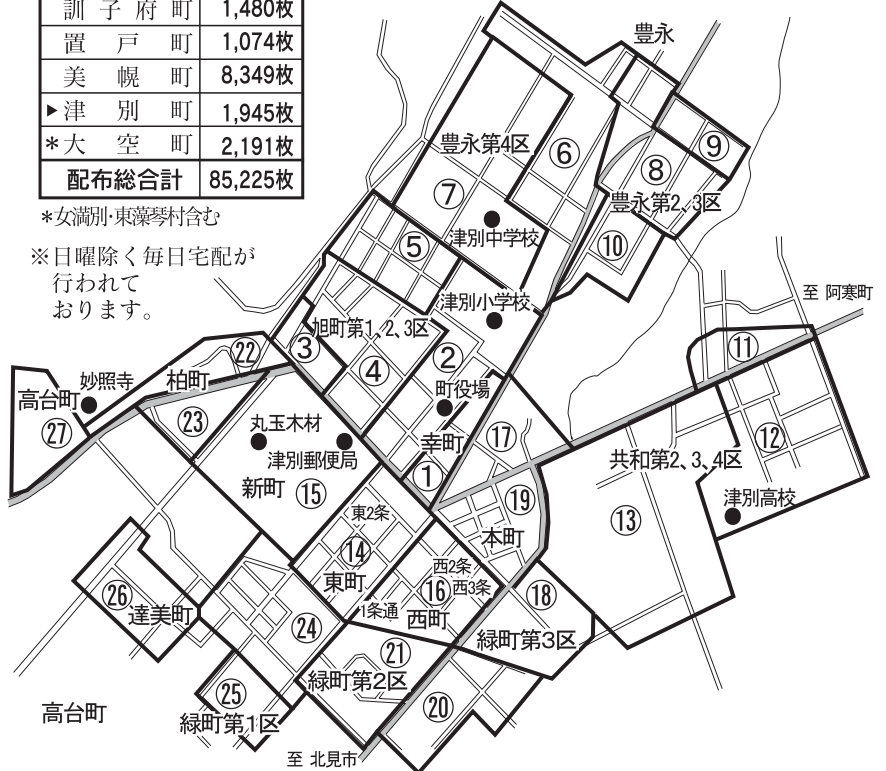 訓子府町 1,480枚
置戸町 1,074枚
美幌町 8,349枚
▶津別町 1,945枚
*大空町 2,191枚
配布総合計 85,225枚
*女満別・東藻琴村含む
※日曜除く毎日宅配が
行われて
おります。
豊永
豊永第4区
⑥
⑨
⑧
豊永第2、3区
⑦
津別中学校
⑩
⑤
津別小学校
至 阿寒町
旭町第1、2、3区
③
②
④
⑪
㉒
柏町
妙照寺
高台町
㉗
㉓
町役場
丸玉木材
幸町
⑰
⑫
津別郵便局
共和第2、3、4区
新町
⑮
①
⑲
津別高校
⑬
東2条
本町
⑭
東町
西2条
⑯
西3条
1条通
西町
⑱
㉖
達美町
㉔
㉑
緑町第3区
緑町第2区
㉕
⑳
高台町
緑町第1区
至 北見市